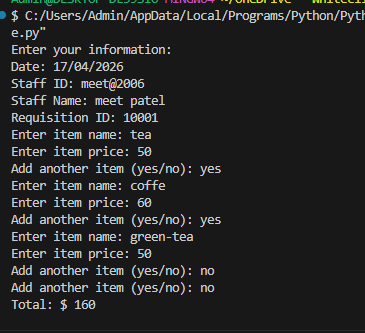 $ C:/Users/Admin/AppData/Local/Programs/Python/Pyth
e.py"
Enter your information:
Date: 17/04/2026
Staff ID: meet@2006
Staff Name: meet patel
Requisition ID: 10001
Enter item name: tea
Enter item price: 50
Add another item (yes/no): yes
Enter item name: coffe
Enter item price: 60
Add another item (yes/no): yes
Enter item name: green-tea
Enter item price: 50
Add another item (yes/no): no
Add another item (yes/no): no
Total: $ 160